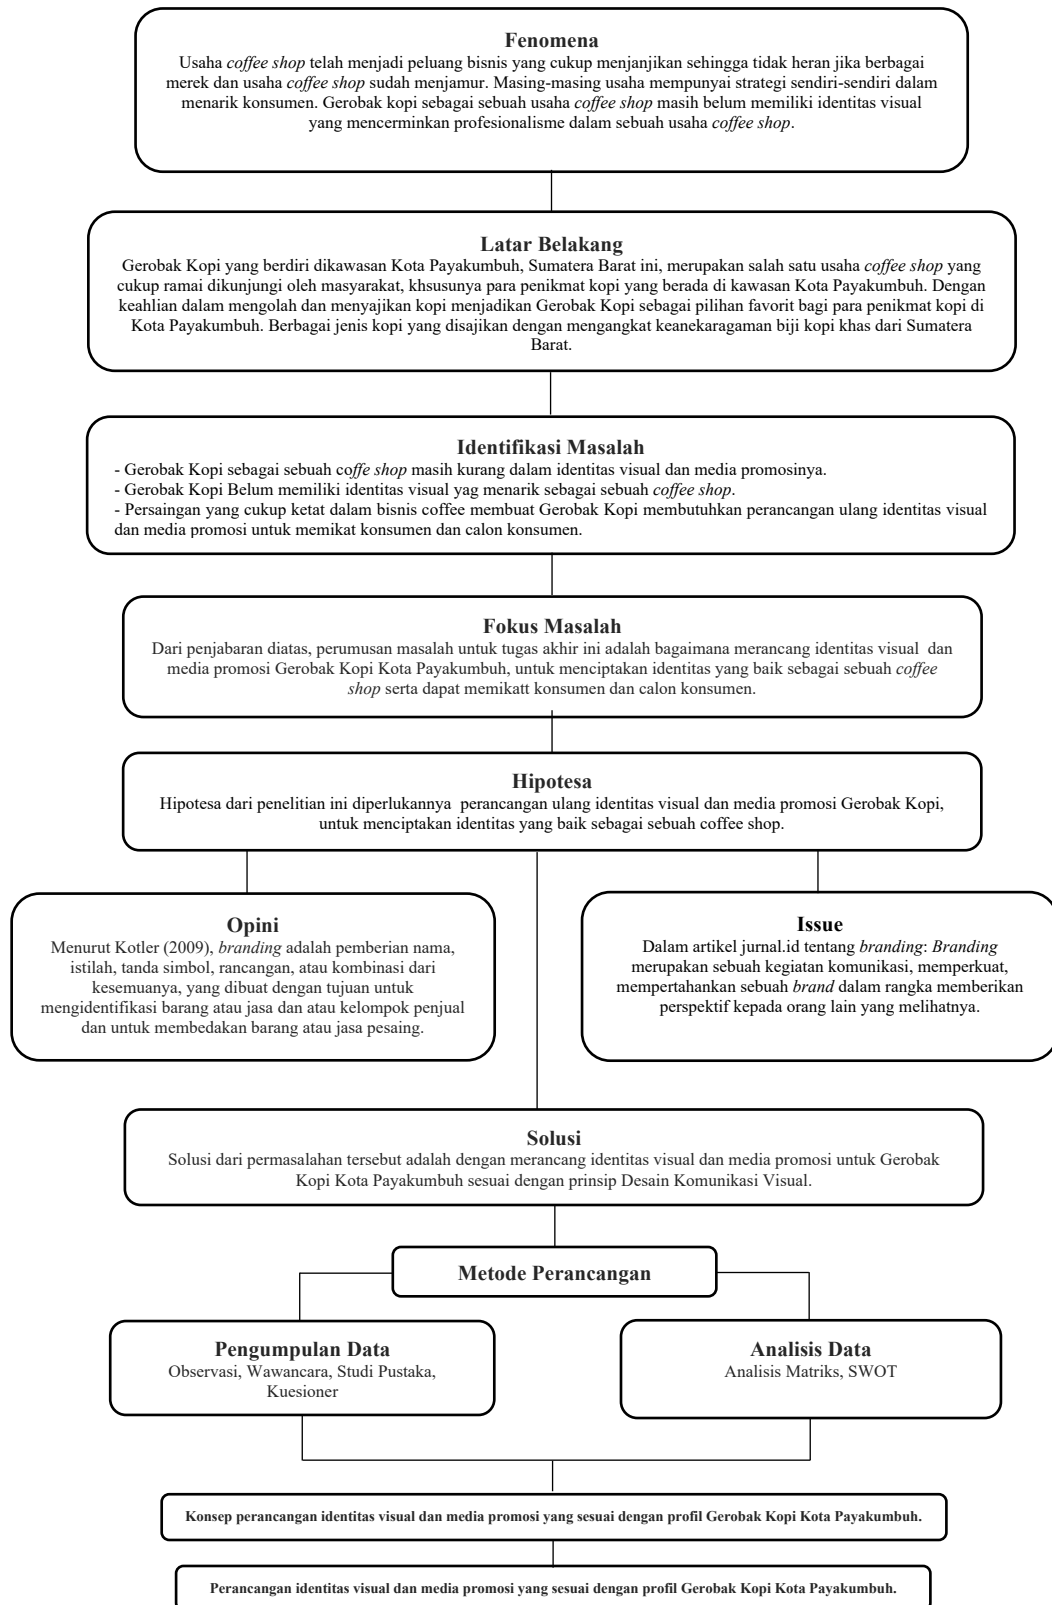 Fenomena
Usaha coffee shop telah menjadi peluang bisnis yang cukup menjanjikan sehingga tidak heran jika berbagai
merek dan usaha coffee shop sudah menjamur. Masing-masing usaha mempunyai strategi sendiri-sendiri dalam
menarik konsumen. Gerobak kopi sebagai sebuah usaha coffee shop masih belum memiliki identitas visual
yang mencerminkan profesionalisme dalam sebuah usaha coffee shop.
Latar Belakang
Gerobak Kopi yang berdiri dikawasan Kota Payakumbuh, Sumatera Barat ini, merupakan salah satu usaha coffee shop yang
cukup ramai dikunjungi oleh masyarakat, khsusunya para penikmat kopi yang berada di kawasan Kota Payakumbuh. Dengan
keahlian dalam mengolah dan menyajikan kopi menjadikan Gerobak Kopi sebagai pilihan favorit bagi para penikmat kopi di
Kota Payakumbuh. Berbagai jenis kopi yang disajikan dengan mengangkat keanekaragaman biji kopi khas dari Sumatera
Barat.
Identifikasi Masalah
- Gerobak Kopi sebagai sebuah coffe shop masih kurang dalam identitas visual dan media promosinya.
- Gerobak Kopi Belum memiliki identitas visual yag menarik sebagai sebuah coffee shop.
- Persaingan yang cukup ketat dalam bisnis coffee membuat Gerobak Kopi membutuhkan perancangan ulang identitas visual
dan media promosi untuk memikat konsumen dan calon konsumen.
Fokus Masalah
Dari penjabaran diatas, perumusan masalah untuk tugas akhir ini adalah bagaimana merancang identitas visual dan
media promosi Gerobak Kopi Kota Payakumbuh, untuk menciptakan identitas yang baik sebagai sebuah coffee
shop serta dapat memikatt konsumen dan calon konsumen.
Hipotesa
Hipotesa dari penelitian ini diperlukannya perancangan ulang identitas visual dan media promosi Gerobak Kopi,
untuk menciptakan identitas yang baik sebagai sebuah coffee shop.
Opini
Menurut Kotler (2009), branding adalah pemberian nama,
istilah, tanda simbol, rancangan, atau kombinasi dari
kesemuanya, yang dibuat dengan tujuan untuk
mengidentifikasi barang atau jasa dan atau kelompok penjual
dan untuk membedakan barang atau jasa pesaing.
Issue
Dalam artikel jurnal.id tentang branding: Branding
merupakan sebuah kegiatan komunikasi, memperkuat,
mempertahankan sebuah brand dalam rangka memberikan
perspektif kepada orang lain yang melihatnya.
Solusi
Solusi dari permasalahan tersebut adalah dengan merancang identitas visual dan media promosi untuk Gerobak
Kopi Kota Payakumbuh sesuai dengan prinsip Desain Komunikasi Visual.
Metode Perancangan
Pengumpulan Data
Observasi, Wawancara, Studi Pustaka,
Kuesioner
Analisis Data
Analisis Matriks, SWOT
Konsep perancangan identitas visual dan media promosi yang sesuai dengan profil Gerobak Kopi Kota Payakumbuh.
Perancangan identitas visual dan media promosi yang sesuai dengan profil Gerobak Kopi Kota Payakumbuh.